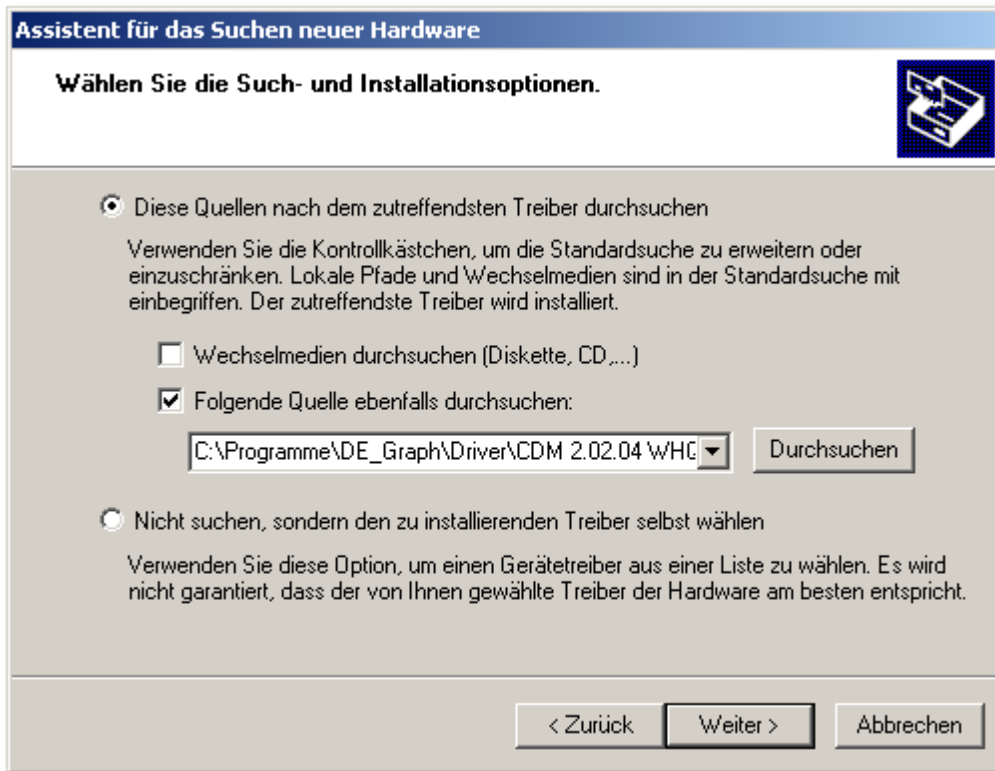 Assistent für das Suchen neuer Hardware
Wählen Sie die Such- und Installationsoptionen.
Diese Quellen nach dem zutreffendsten Treiber durchsuchen
Verwenden Sie die Kontrollkästchen, um die Standardsuche zu erweitern oder
einzuschränken. Lokale Pfade und Wechselmedien sind in der Standardsuche mit
einbegriffen. Der zutreffendste Treiber wird installiert.
Wechselmedien durchsuchen (Diskette, CD,...)
Folgende Quelle ebenfalls durchsuchen:
C:\Programme\DE_Graph\Driver\CDM 2.02.04
Durchsuchen
Nicht suchen, sondern den zu installierenden Treiber selbst wählen
Verwenden Sie diese Option, um einen Gerätetreiber aus einer Liste zu wählen. Es wird
nicht garantiert, dass der von Ihnen gewählte Treiber der Hardware am besten entspricht.
< Zurück
Weiter >
Abbrechen